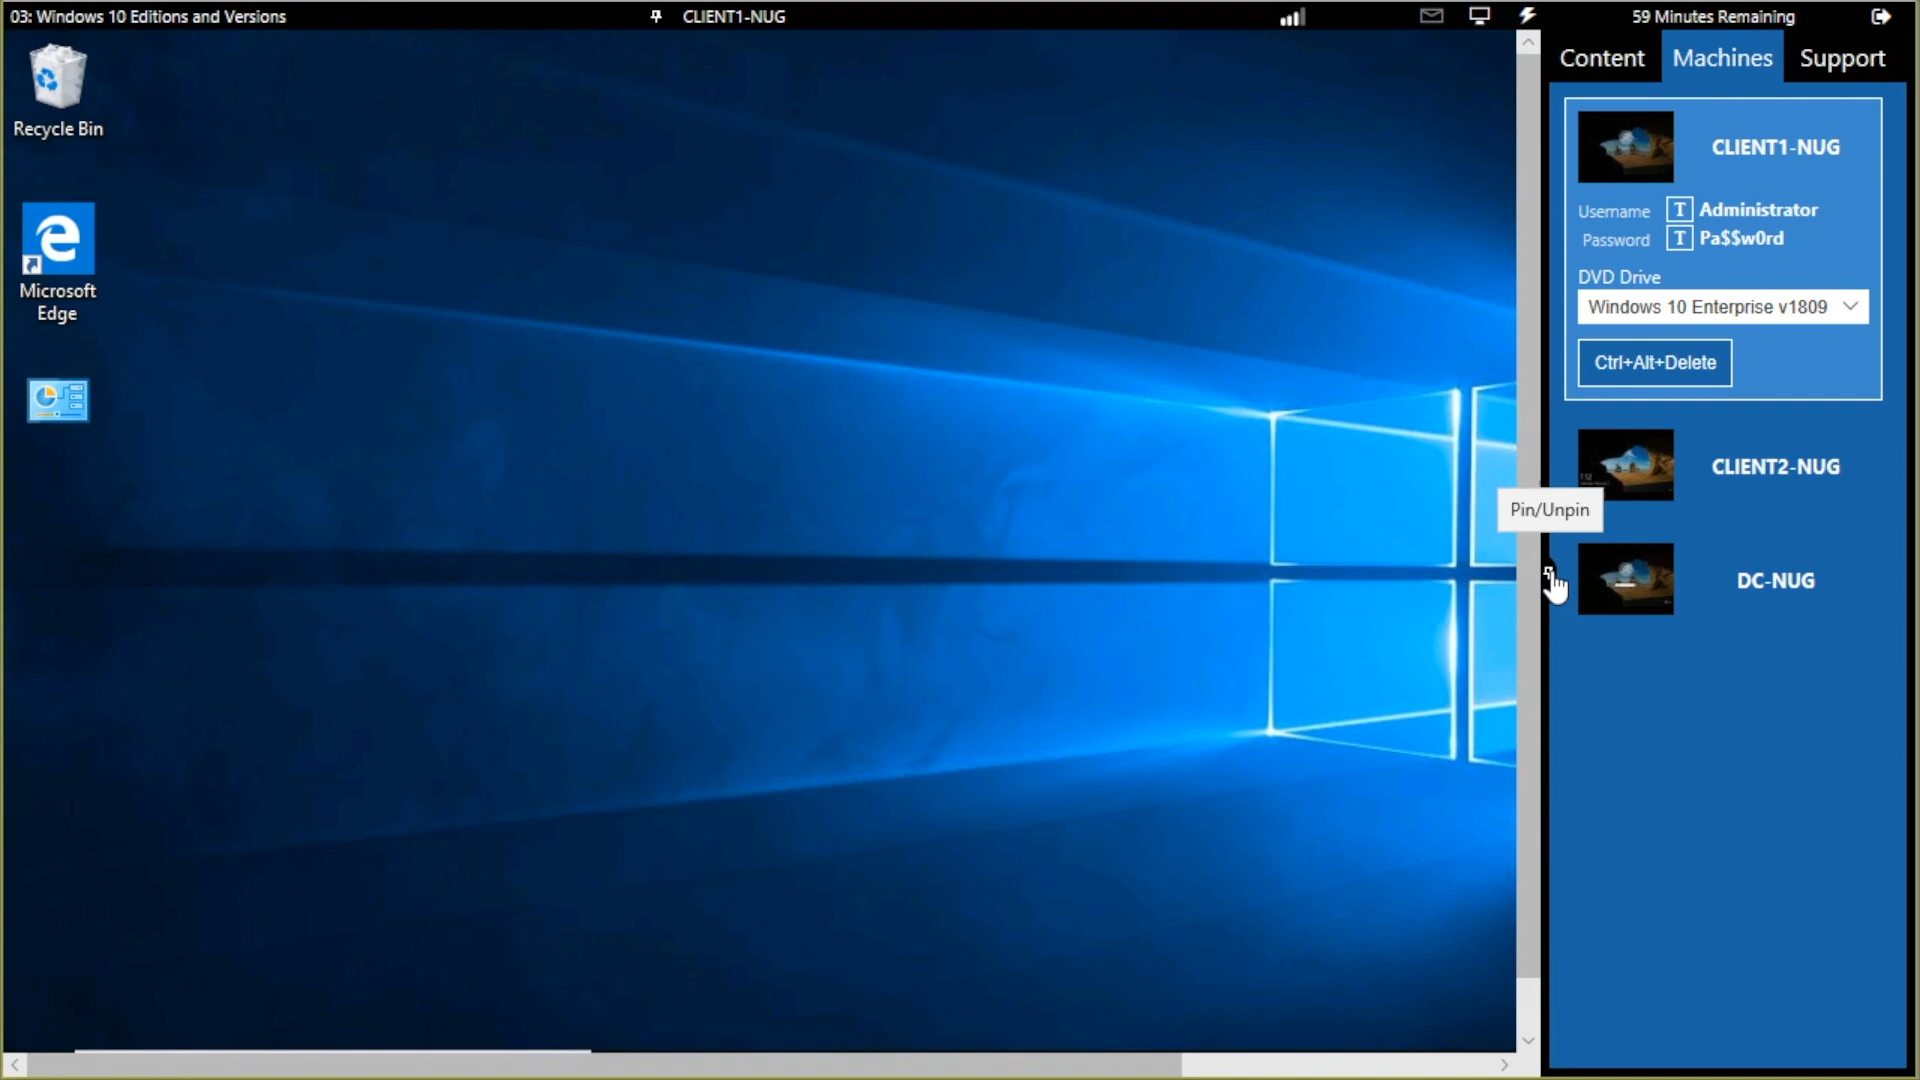 03: Windows 10 Editions and Versions
CLIENT1-NUG
59 Minutes Remaining
Recycle Bin
Microsoft
Edge
Content
Machines
Support
CLIENT1-NUG
Username T Administrator
Password T Pa$$w0rd
DVD Drive
Windows 10 Enterprise v1809
Ctrl+Alt+Delete
CLIENT2-NUG
Pin/Unpin
DC-NUG